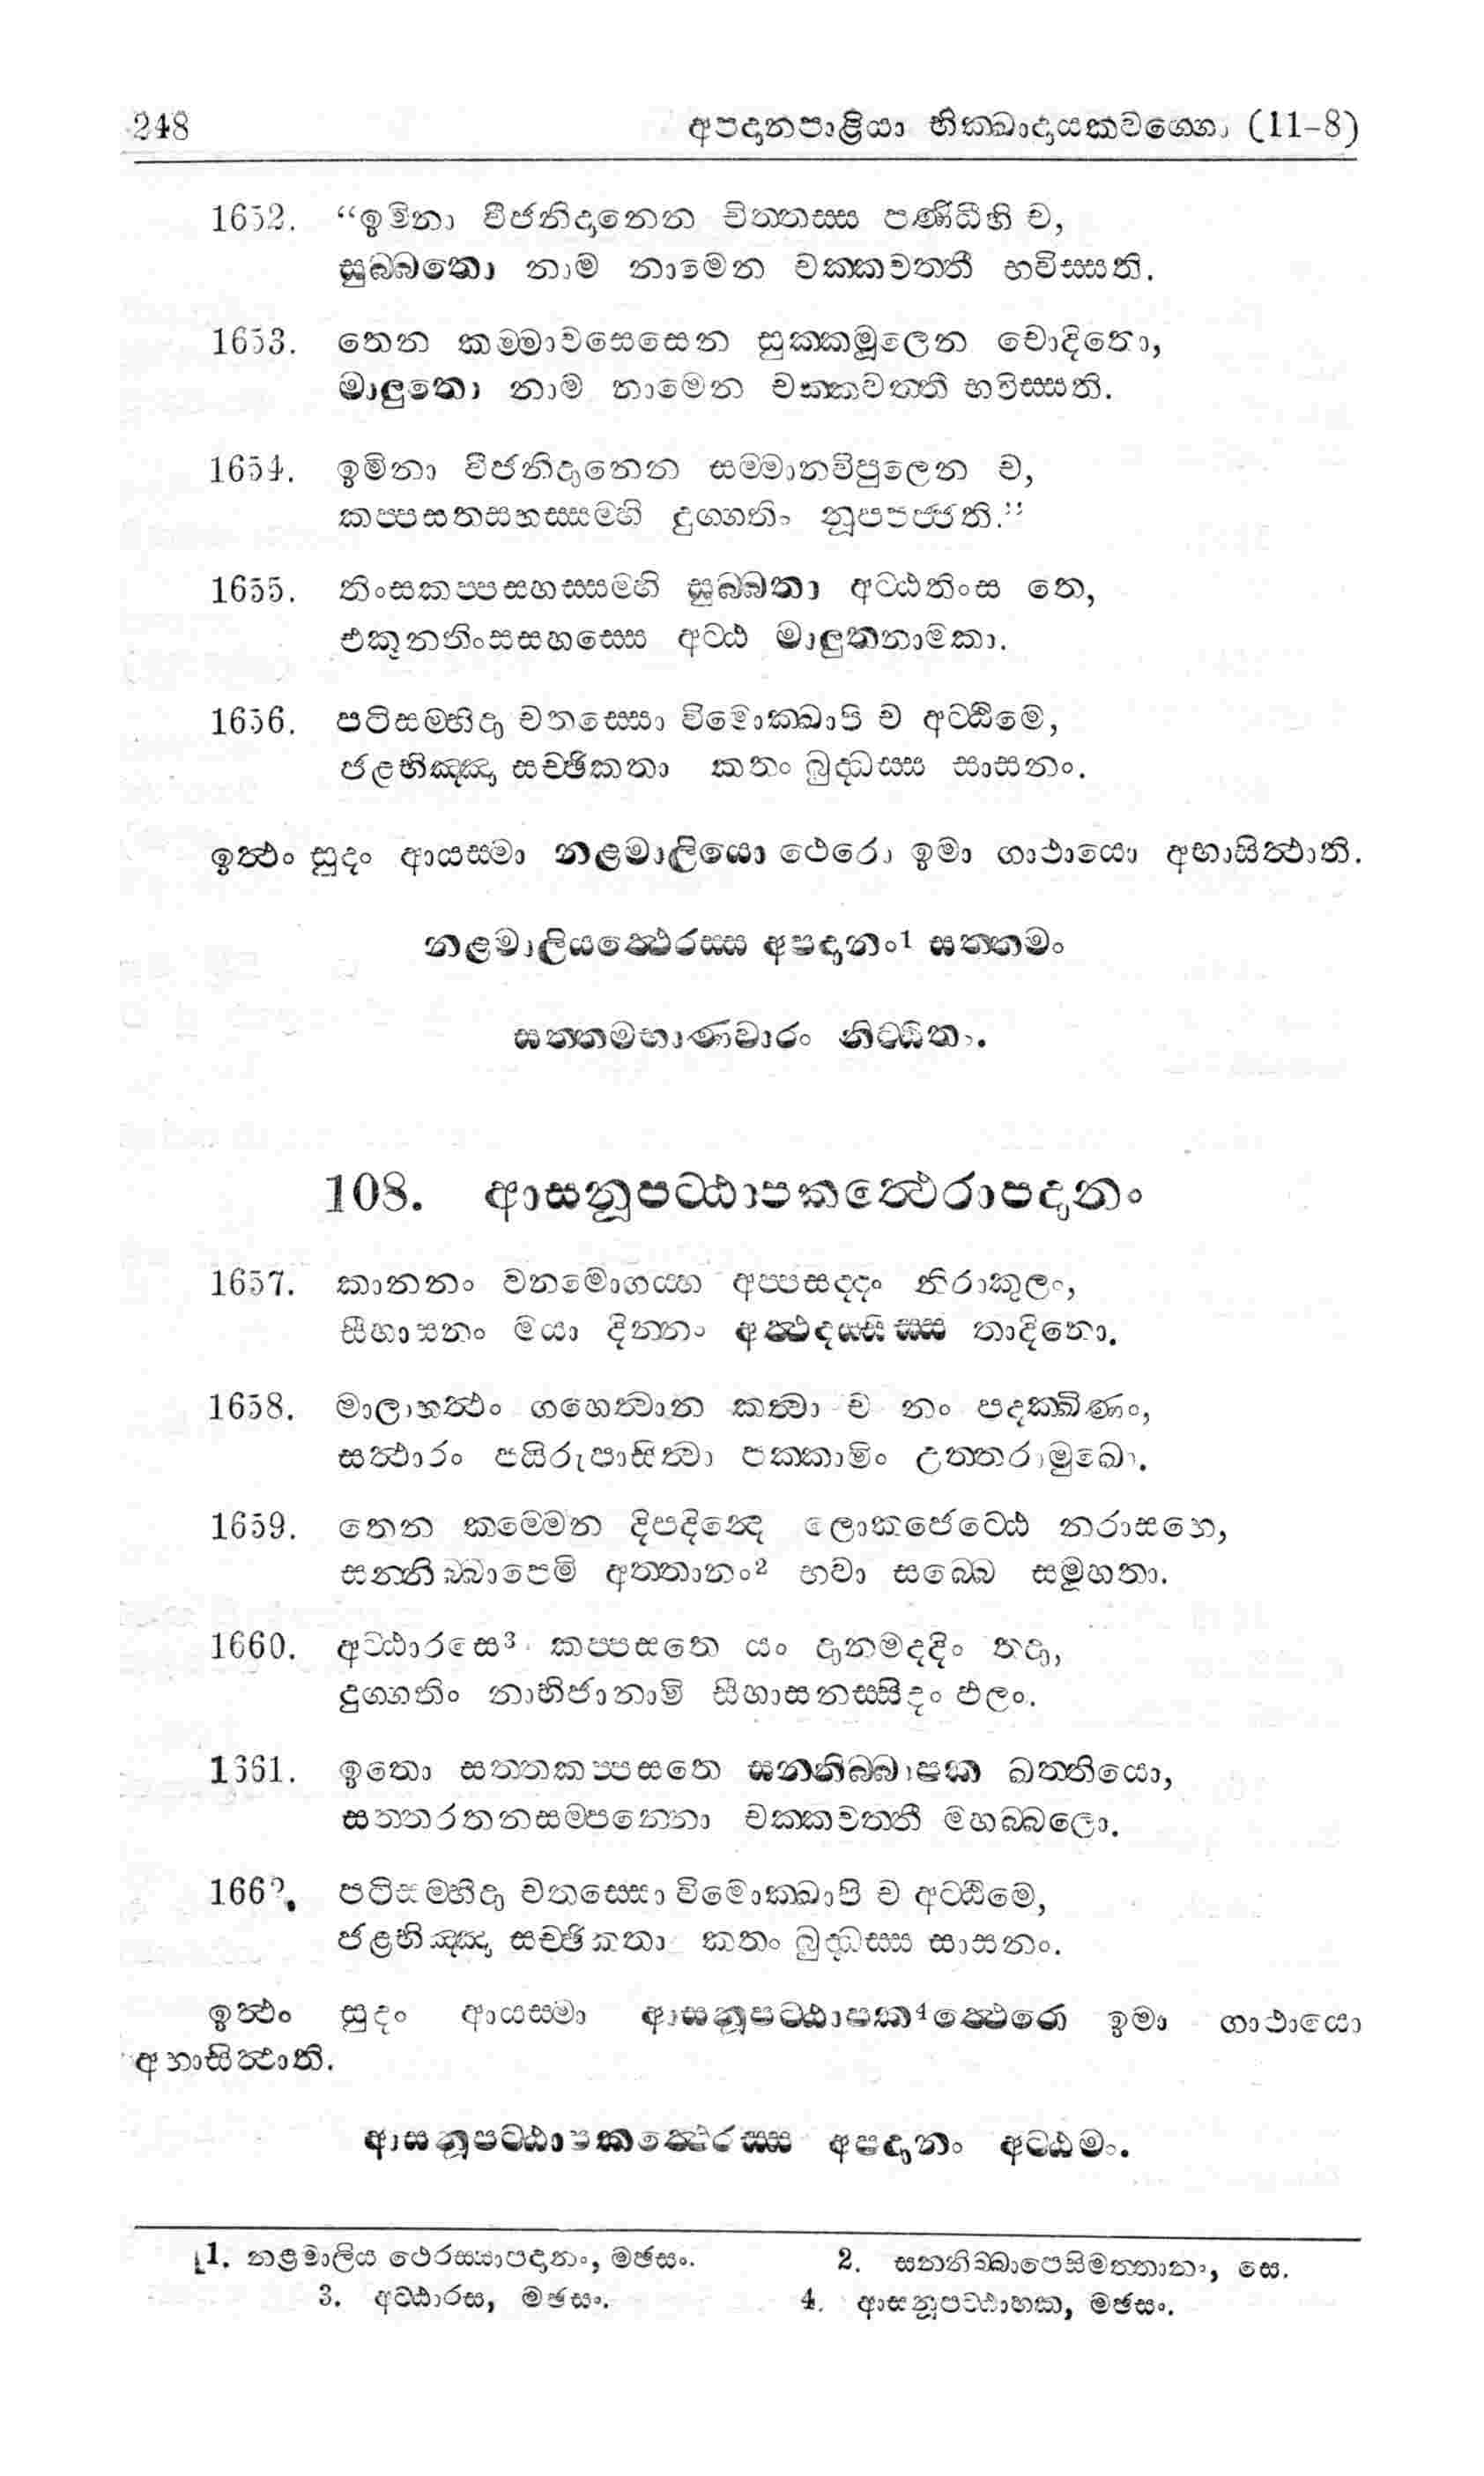 248 අපදානපාළියා භික්ඛාදායකවග්ගො (11-8)
1652. “ඉමිනා වීජනිදානෙන චිත්තස්ස පණිධීහි ච,
සුබ්බතො නාම නාමෙන චක්කවත්තී භවිස්සති.
1653. තෙන කම්මාවසෙසෙන සුක්කමූලෙන චොදිතො,
මාලුතො නාම නාමෙන චක්කවත්තී භවිස්සති.
1654. ඉමිනා වීජනිදානෙන සම්මානවිපුලෙන ච,
කප්පසතසහස්සම්හි දුග්ගතිං නූපපජ්ජති.”
1655. තිංසකප්පසහස්සම්හි සුබ්බතා අට්ඨතිංස තෙ,
එකූනතිංසසහස්සෙ අට්ඨ මාලුතනාමකා.
1656. පටිසම්භිදා චතස්සො විමොක්ඛාපි ච අට්ඨිමෙ,
ඡළභිඤ්ඤා සච්ඡිකතා කතං බුද්ධස්ස සාසනං.
ඉත්ථං සුදං ආයස්මා නළමාලියො ථෙරො ඉමා ගාථායො අභාසිත්ථාති.
නළමාලියත්ථෙරස්ස අපදානං1 සත්තමං
සත්තමභාණවාරං නිට්ඨිතං.
108. ආසනූපට්ඨාපකත්ථෙරාපදානං
1657. කානනං වනමොගය්හ අප්පසද්දං නිරාකුලං,
සීහාසනං මයා දින්නං අත්ථදස්සිස්ස තාදිනො.
1658. මාලාහත්ථං ගහෙත්වාන කත්වා ච නං පදක්ඛිණං,
සත්ථාරං පයිරුපාසිත්වා පක්කාමිං උත්තරාමුඛො.
1659. තෙන කම්මෙන දිපදින්ද ලොකජෙට්ඨ නරාසභ,
සන්නිබ්බාපෙමි අත්තානං2 භවා සබ්බෙ සමූහතා.
1660. අට්ඨාරසෙ3 කප්පසතෙ යං දානමදදිං තදා,
දුග්ගතිං නාභිජානාමි සීහාසනස්සිදං ඵලං.
1661. ඉතො සත්තකප්පසතෙ සන්නිබ්බාපක ඛත්තියො,
සත්තරතනසම්පන්නො චක්කවත්තී මහබ්බලො.
1662. පටිසම්භිදා චතස්සො විමොක්ඛාපි ච අට්ඨිමෙ,
ඡළභිඤ්ඤා සච්ඡිකතා කතං බුද්ධස්ස සාසනං.
ඉත්ථං සුදං ආයස්මා ආසනූපට්ඨාපක4ත්ථෙරො ඉමා ගාථායො
අභාසිත්ථාති.
ආසනූපට්ඨාපකත්ථෙරස්ස අපදානං අට්ඨමං.
1. නළමාලිය ථෙරස්සාපදානං, මඡසං. 2. සන්නිබ්බාපෙසිමත්තානං, සෙ.
3. අට්ඨාරස, මඡසං. 4. ආසනූපට්ඨාහක, මඡසං.